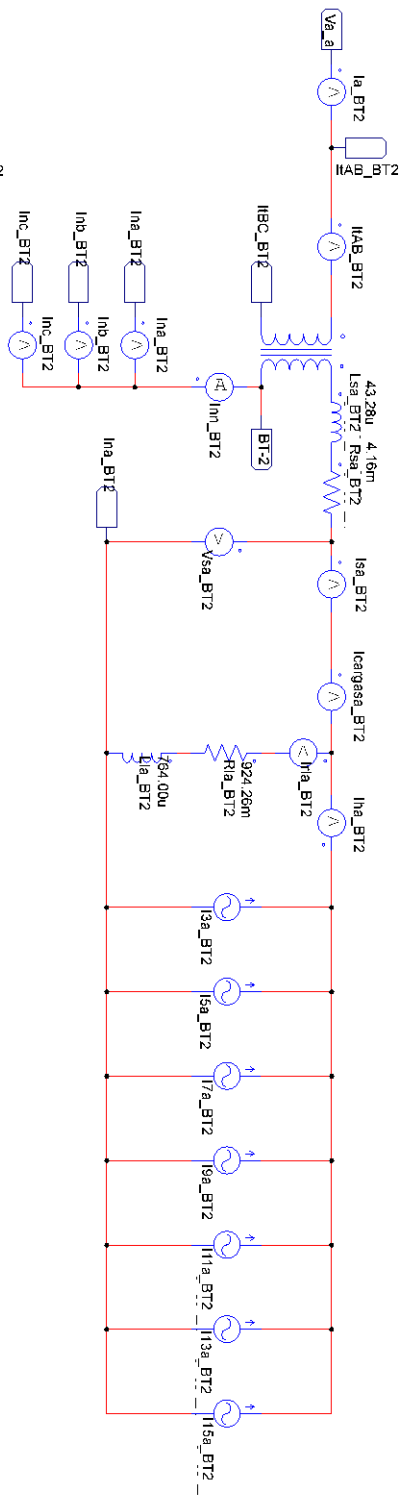 Va_a
Ia_BT2
ItAB_BT2
ItAB_BT2
ItBC_BT2
43.28u
Lsa_BT2
4.16m
Rsa_BT2
Inc_BT2
Inb_BT2
Ina_BT2
Inc_BT2
Inb_BT2
Ina_BT2
Inn_BT2
BT-2
Ina_BT2
Vsa_BT2
Isa_BT2
Icargasa_BT2
764.00u
Lla_BT2
924.26m
Rla_BT2
Irla_BT2
Iha_BT2
I3a_BT2
I5a_BT2
I7a_BT2
I9a_BT2
I11a_BT2
I13a_BT2
I15a_BT2